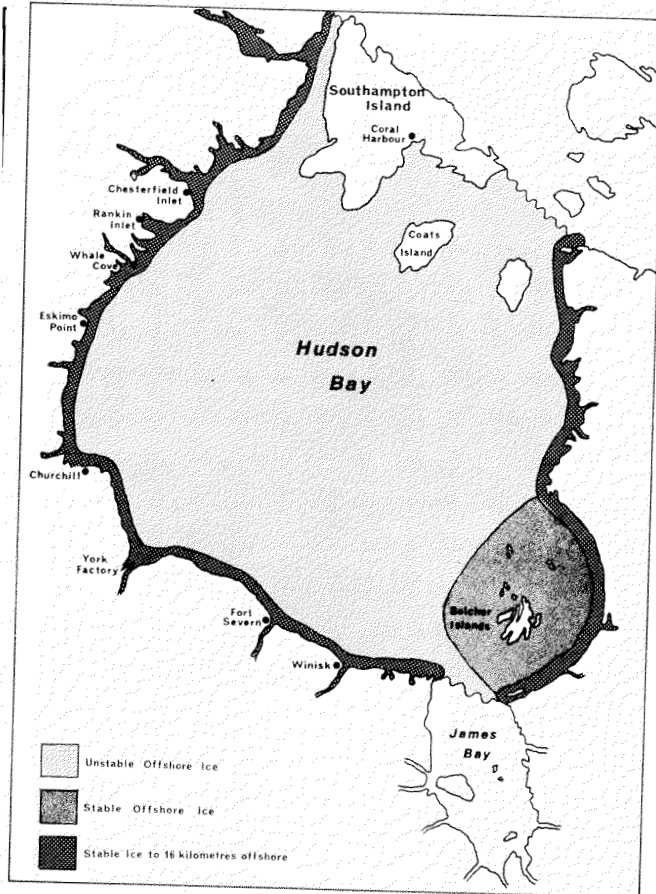 Southampton
Island
Coral
Harbour
Chesterfield
Inlet
Rankin
Inlet
Whale
Cove
Coats
Island
Eskimo
Point
Hudson
Bay
Churchill
York
Factory
Belcher
Islands
Fort
Severn
Winisk
James
Bay
Unstable Offshore Ice
Stable Offshore Ice
Stable Ice to 16 kilometres offshore